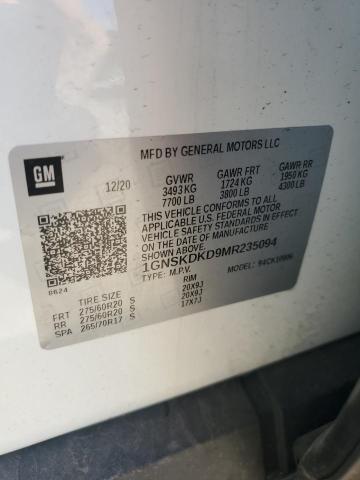 GM
MFD BY GENERAL MOTORS LLC
12/20 GVWR GAWR FRT GAWR RR
3493 KG 1724 KG 1950 KG
7700 LB 3800 LB 4300 LB
THIS VEHICLE CONFORMS TO ALL APPLICABLE U.S.
FEDERAL MOTOR VEHICLE SAFETY STANDARDS IN EFFECT
ON THE DATE OF MANUFACTURE SHOWN ABOVE.
1GNSKDKD9MR235094
TYPE: M.P.V. MODEL:
0624
TIRE SIZE RIM
FRT 275/60R20 S 20X9J
RR 275/60R20 S 20X9J
SPA 265/70R17 S 17X7J